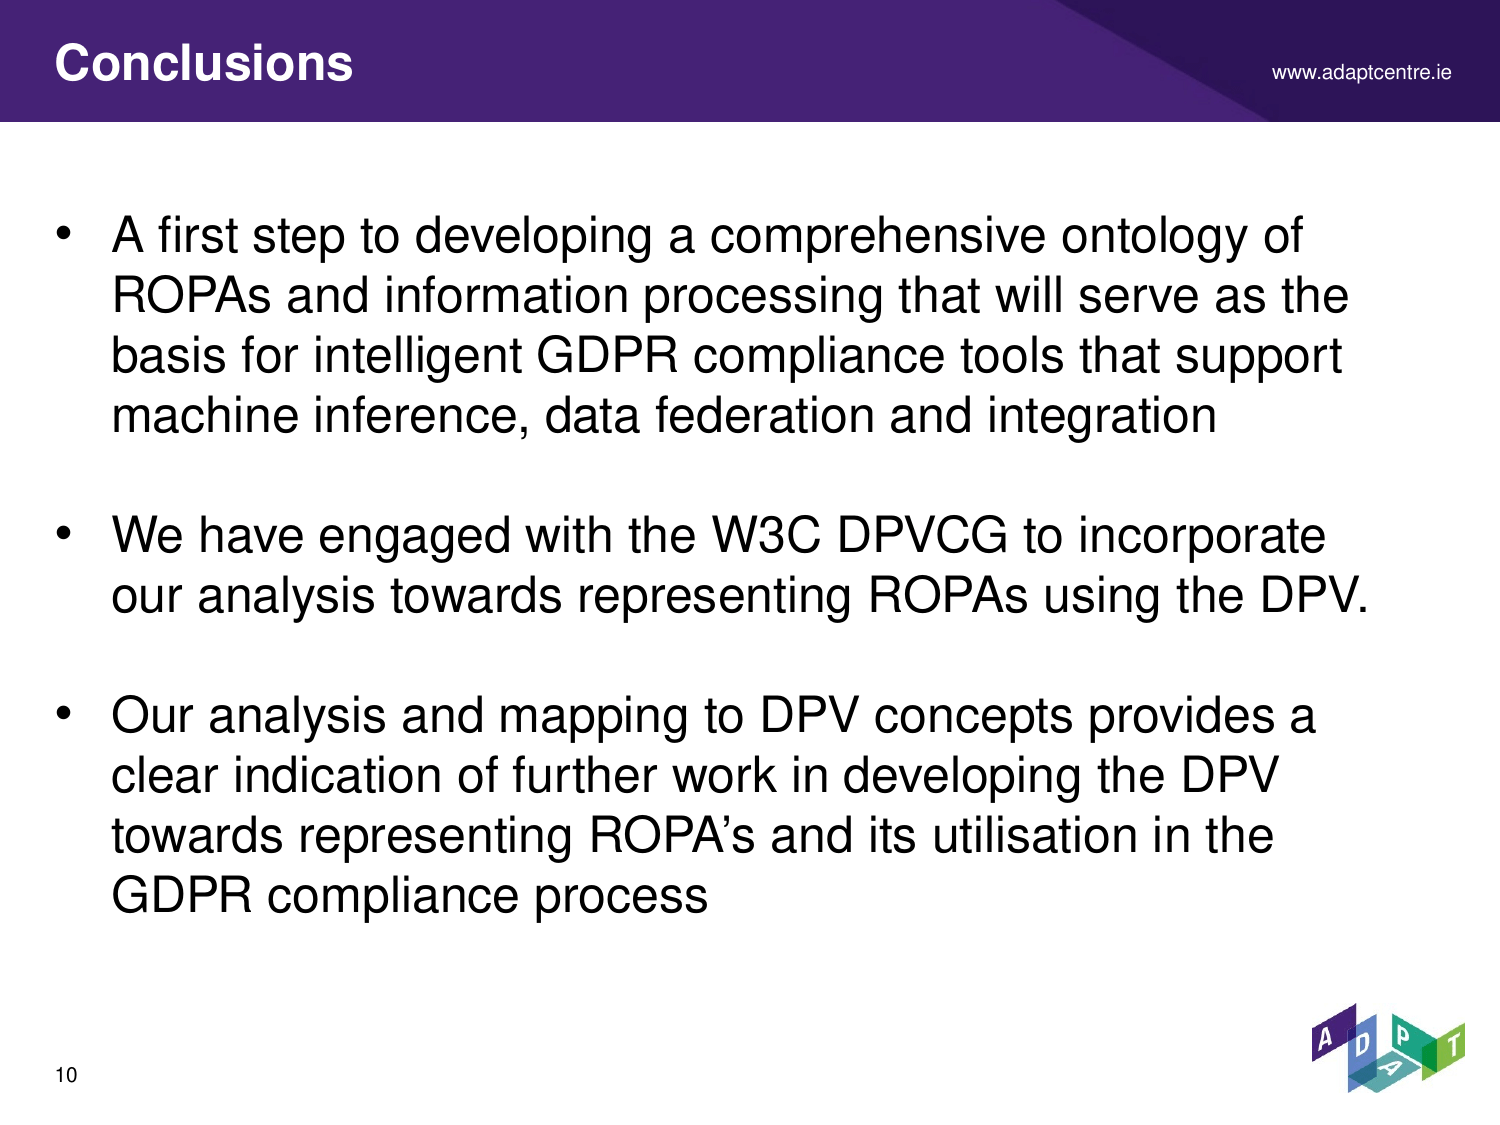 Conclusions
www.adaptcentre.ie
• A first step to developing a comprehensive ontology of
ROPAs and information processing that will serve as the
basis for intelligent GDPR compliance tools that support
machine inference, data federation and integration
• We have engaged with the W3C DPVCG to incorporate
our analysis towards representing ROPAs using the DPV.
• Our analysis and mapping to DPV concepts provides a
clear indication of further work in developing the DPV
towards representing ROPA’s and its utilisation in the
GDPR compliance process
ADAPT
10